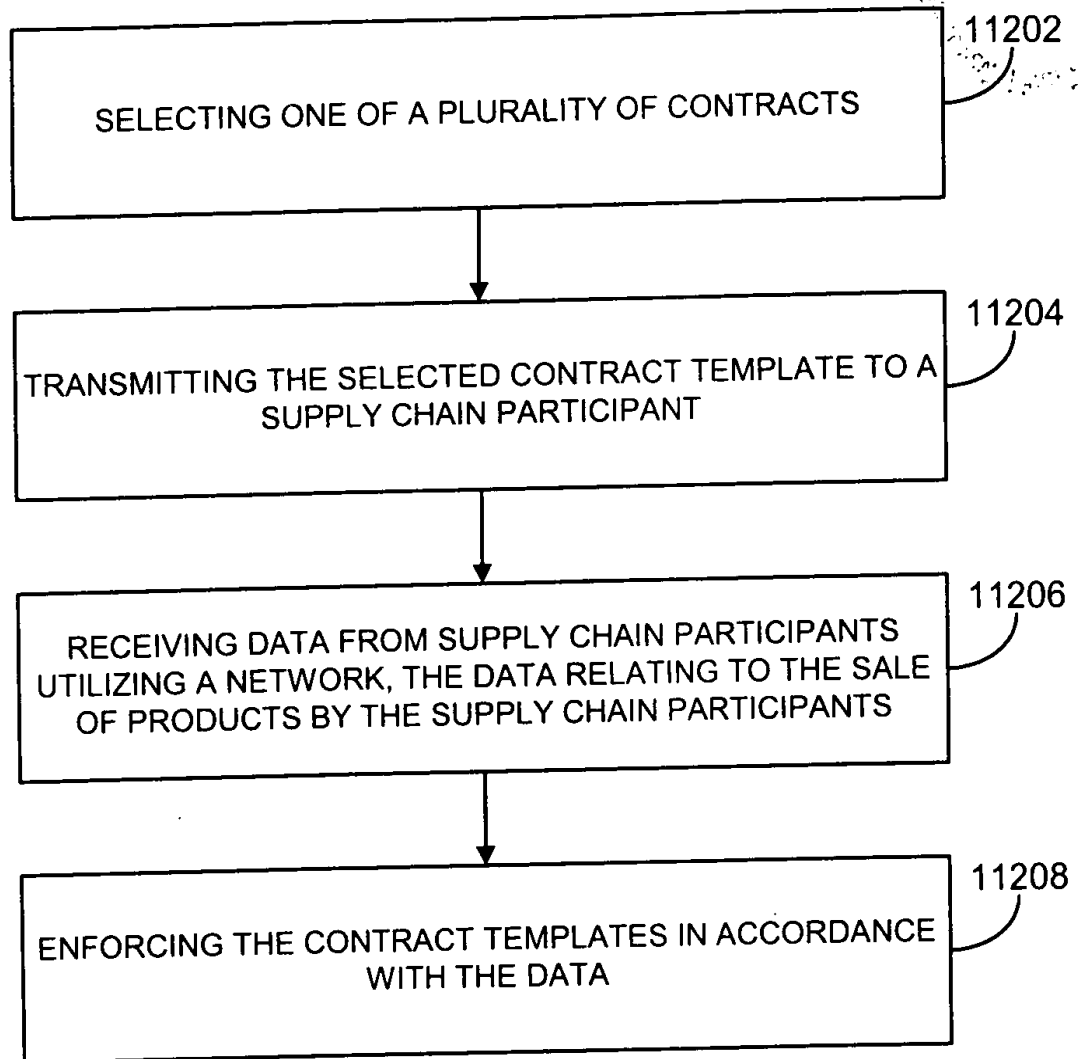 11202
SELECTING ONE OF A PLURALITY OF CONTRACTS
11204
TRANSMITTING THE SELECTED CONTRACT TEMPLATE TO A
SUPPLY CHAIN PARTICIPANT
11206
RECEIVING DATA FROM SUPPLY CHAIN PARTICIPANTS
UTILIZING A NETWORK, THE DATA RELATING TO THE SALE
OF PRODUCTS BY THE SUPPLY CHAIN PARTICIPANTS
11208
ENFORCING THE CONTRACT TEMPLATES IN ACCORDANCE
WITH THE DATA